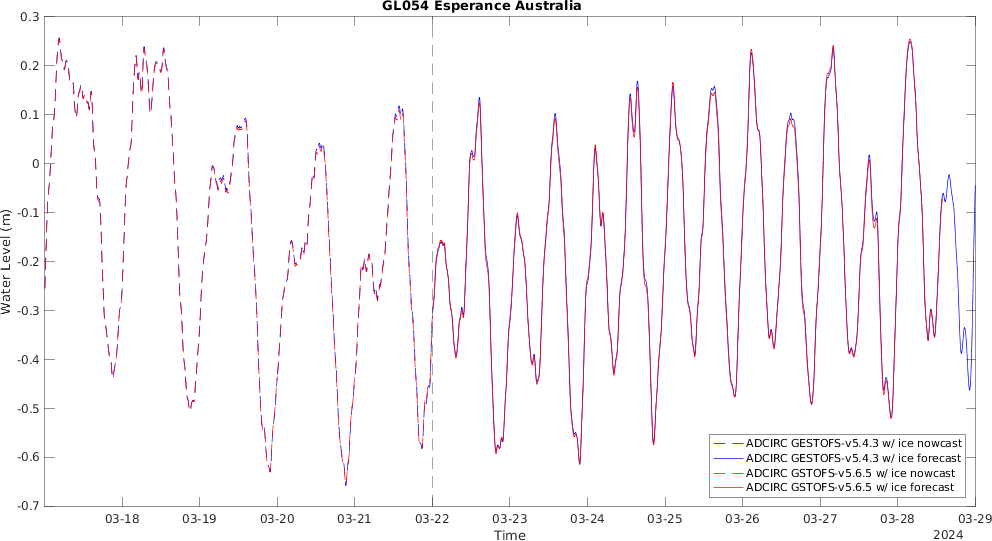 GL054 Esperance Australia
0.3
0.2
0.1
0
-0.1
-0.2
-0.3
-0.4
-0.5
-0.6
-0.7
Water Level (m)
ADCIRC GESTOFS-v5.4.3 w/ ice nowcast
ADCIRC GESTOFS-v5.4.3 w/ ice forecast
ADCIRC GSTOFS-v5.6.5 w/ ice nowcast
ADCIRC GSTOFS-v5.6.5 w/ ice forecast
03-18 03-19 03-20 03-21 03-22 03-23 03-24 03-25 03-26 03-27 03-28 03-29
Time
2024